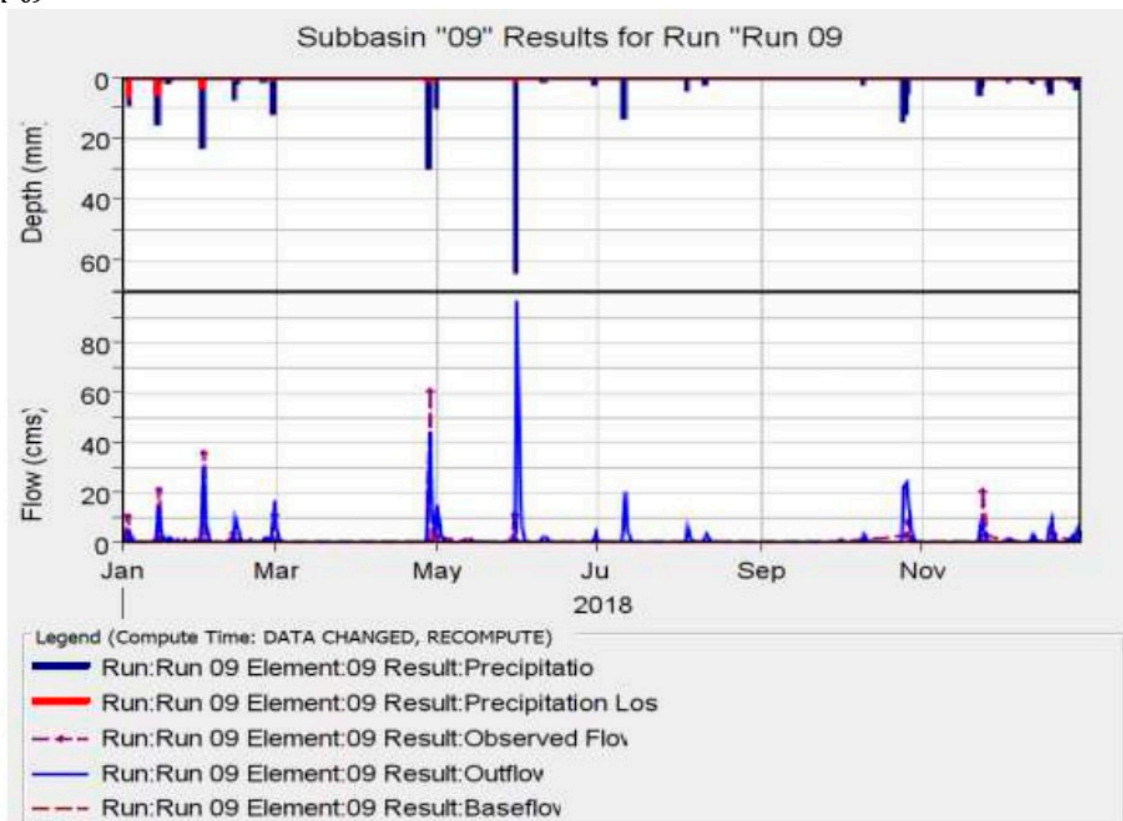 Subbasin "09" Results for Run "Run 09
Depth (mm)
0
20
40
60
Flow (cms)
80
60
40
20
0
Jan Mar May Ju Sep Nov
2018
Legend (Compute Time: DATA CHANGED, RECOMPUTE)
Run:Run 09 Element:09 Result:Precipitatio
Run:Run 09 Element:09 Result:Precipitation Los
Run:Run 09 Element:09 Result:Observed Flov
Run:Run 09 Element:09 Result:Outflow
Run:Run 09 Element:09 Result:Baseflov